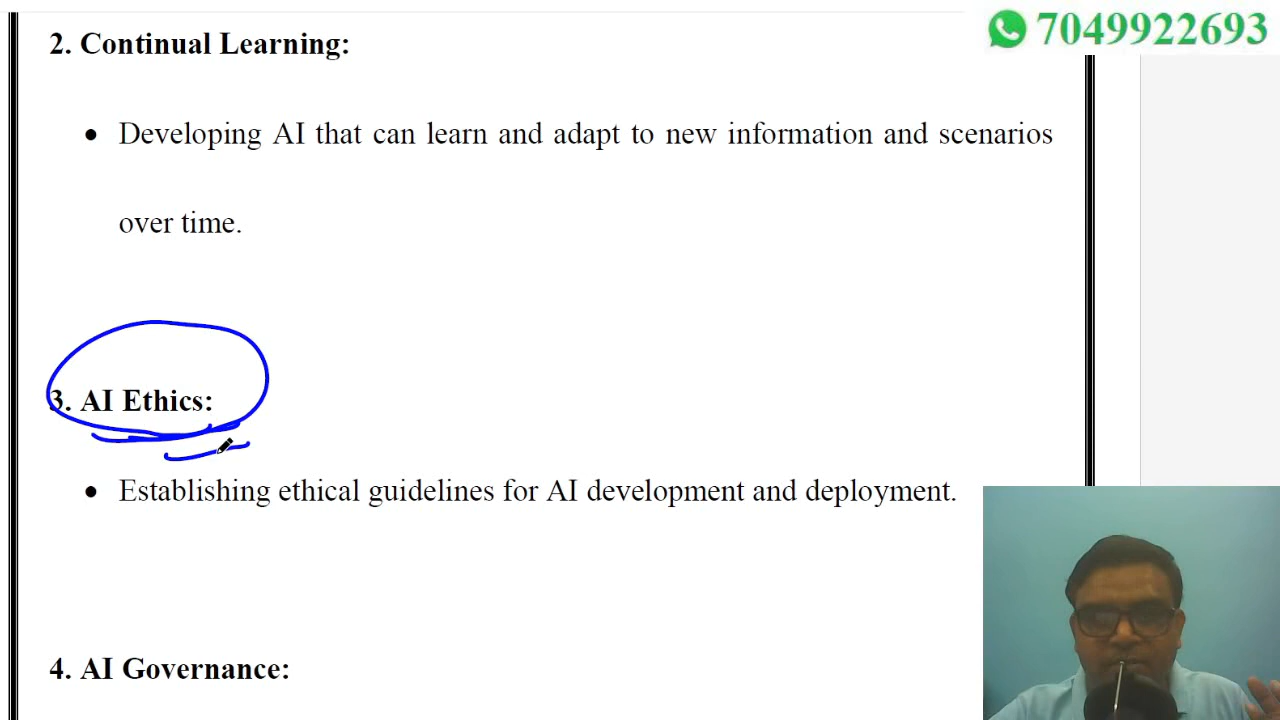 7049922693
2. Continual Learning:
• Developing AI that can learn and adapt to new information and scenarios
over time.
3. AI Ethics:
• Establishing ethical guidelines for AI development and deployment.
4. AI Governance: